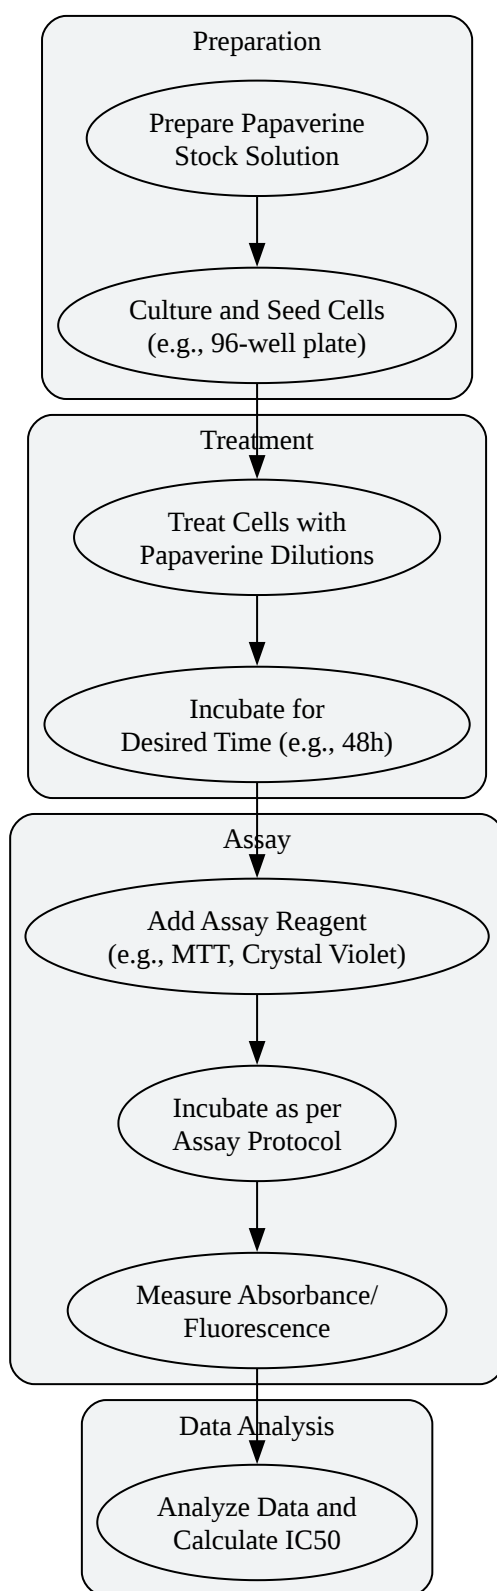 Preparation
Prepare Papaverine
Stock Solution
Culture and Seed Cells
(e.g., 96-well plate)
Treatment
Treat Cells with
Papaverine Dilutions
Incubate for
Desired Time (e.g., 48h)
Assay
Add Assay Reagent
(e.g., MTT, Crystal Violet)
Incubate as per
Assay Protocol
Measure Absorbance/
Fluorescence
Data Analysis
Analyze Data and
Calculate IC50